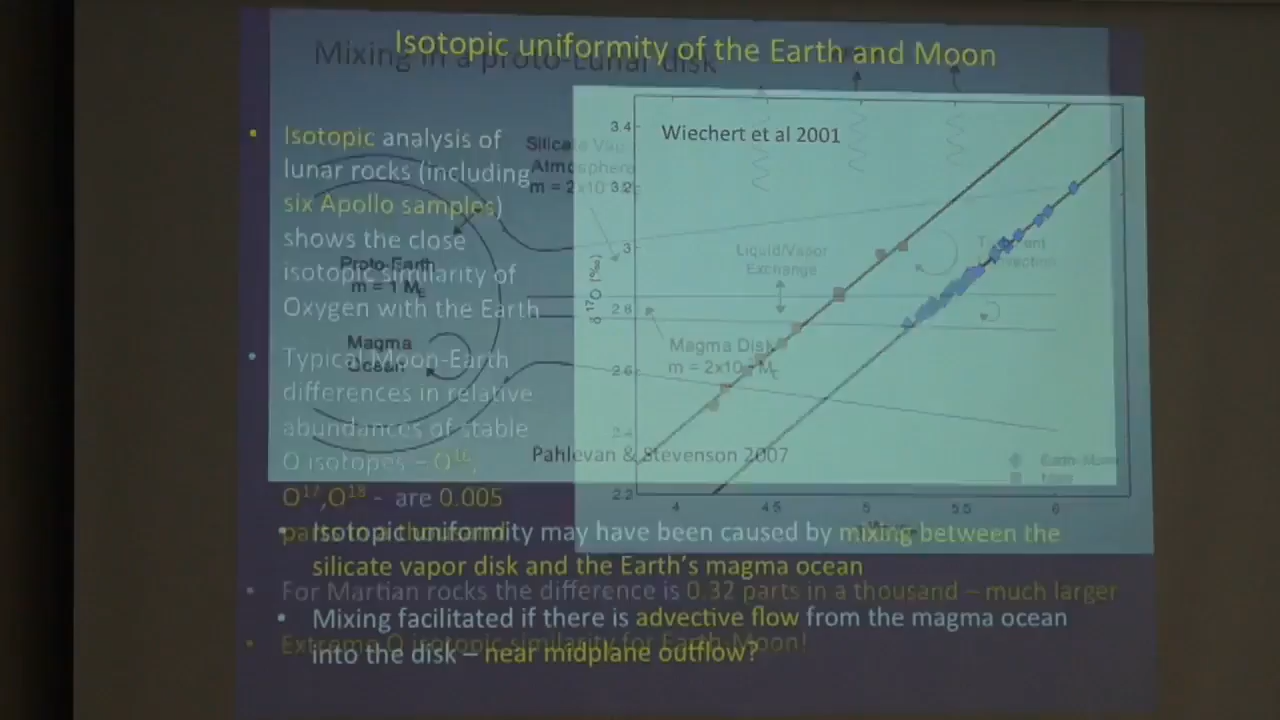 Isotopic uniformity of the Earth and Moon
Mixing in a proto-Lunar disk
• Isotopic analysis of
lunar rocks (including
six Apollo samples)
shows the close
isotopic similarity of
Oxygen with the Earth
• Typical Moon-Earth
differences in relative
abundances of stable
O isotopes – O16,
O17,O18 - are 0.005
parts in a thousand
• For Martian rocks the difference is 0.32 parts in a thousand – much larger
• Extreme O isotopic similarity for Earth-Moon!
Wiechert et al 2001
3.4
3.2
3
2.8
2.6
2.4
2.2
δ 17O (‰)
4
4.5
5
5.5
6
Silicate Vapor
Atmosphere
Proto-Earth
m = 1 ME
Magma
Ocean
Liquid/Vapor
Exchange
Magma Disk
Pahlevan & Stevenson 2007
• Isotopic uniformity may have been caused by mixing between the
silicate vapor disk and the Earth's magma ocean
• Mixing facilitated if there is advective flow from the magma ocean
into the disk – near midplane outflow?